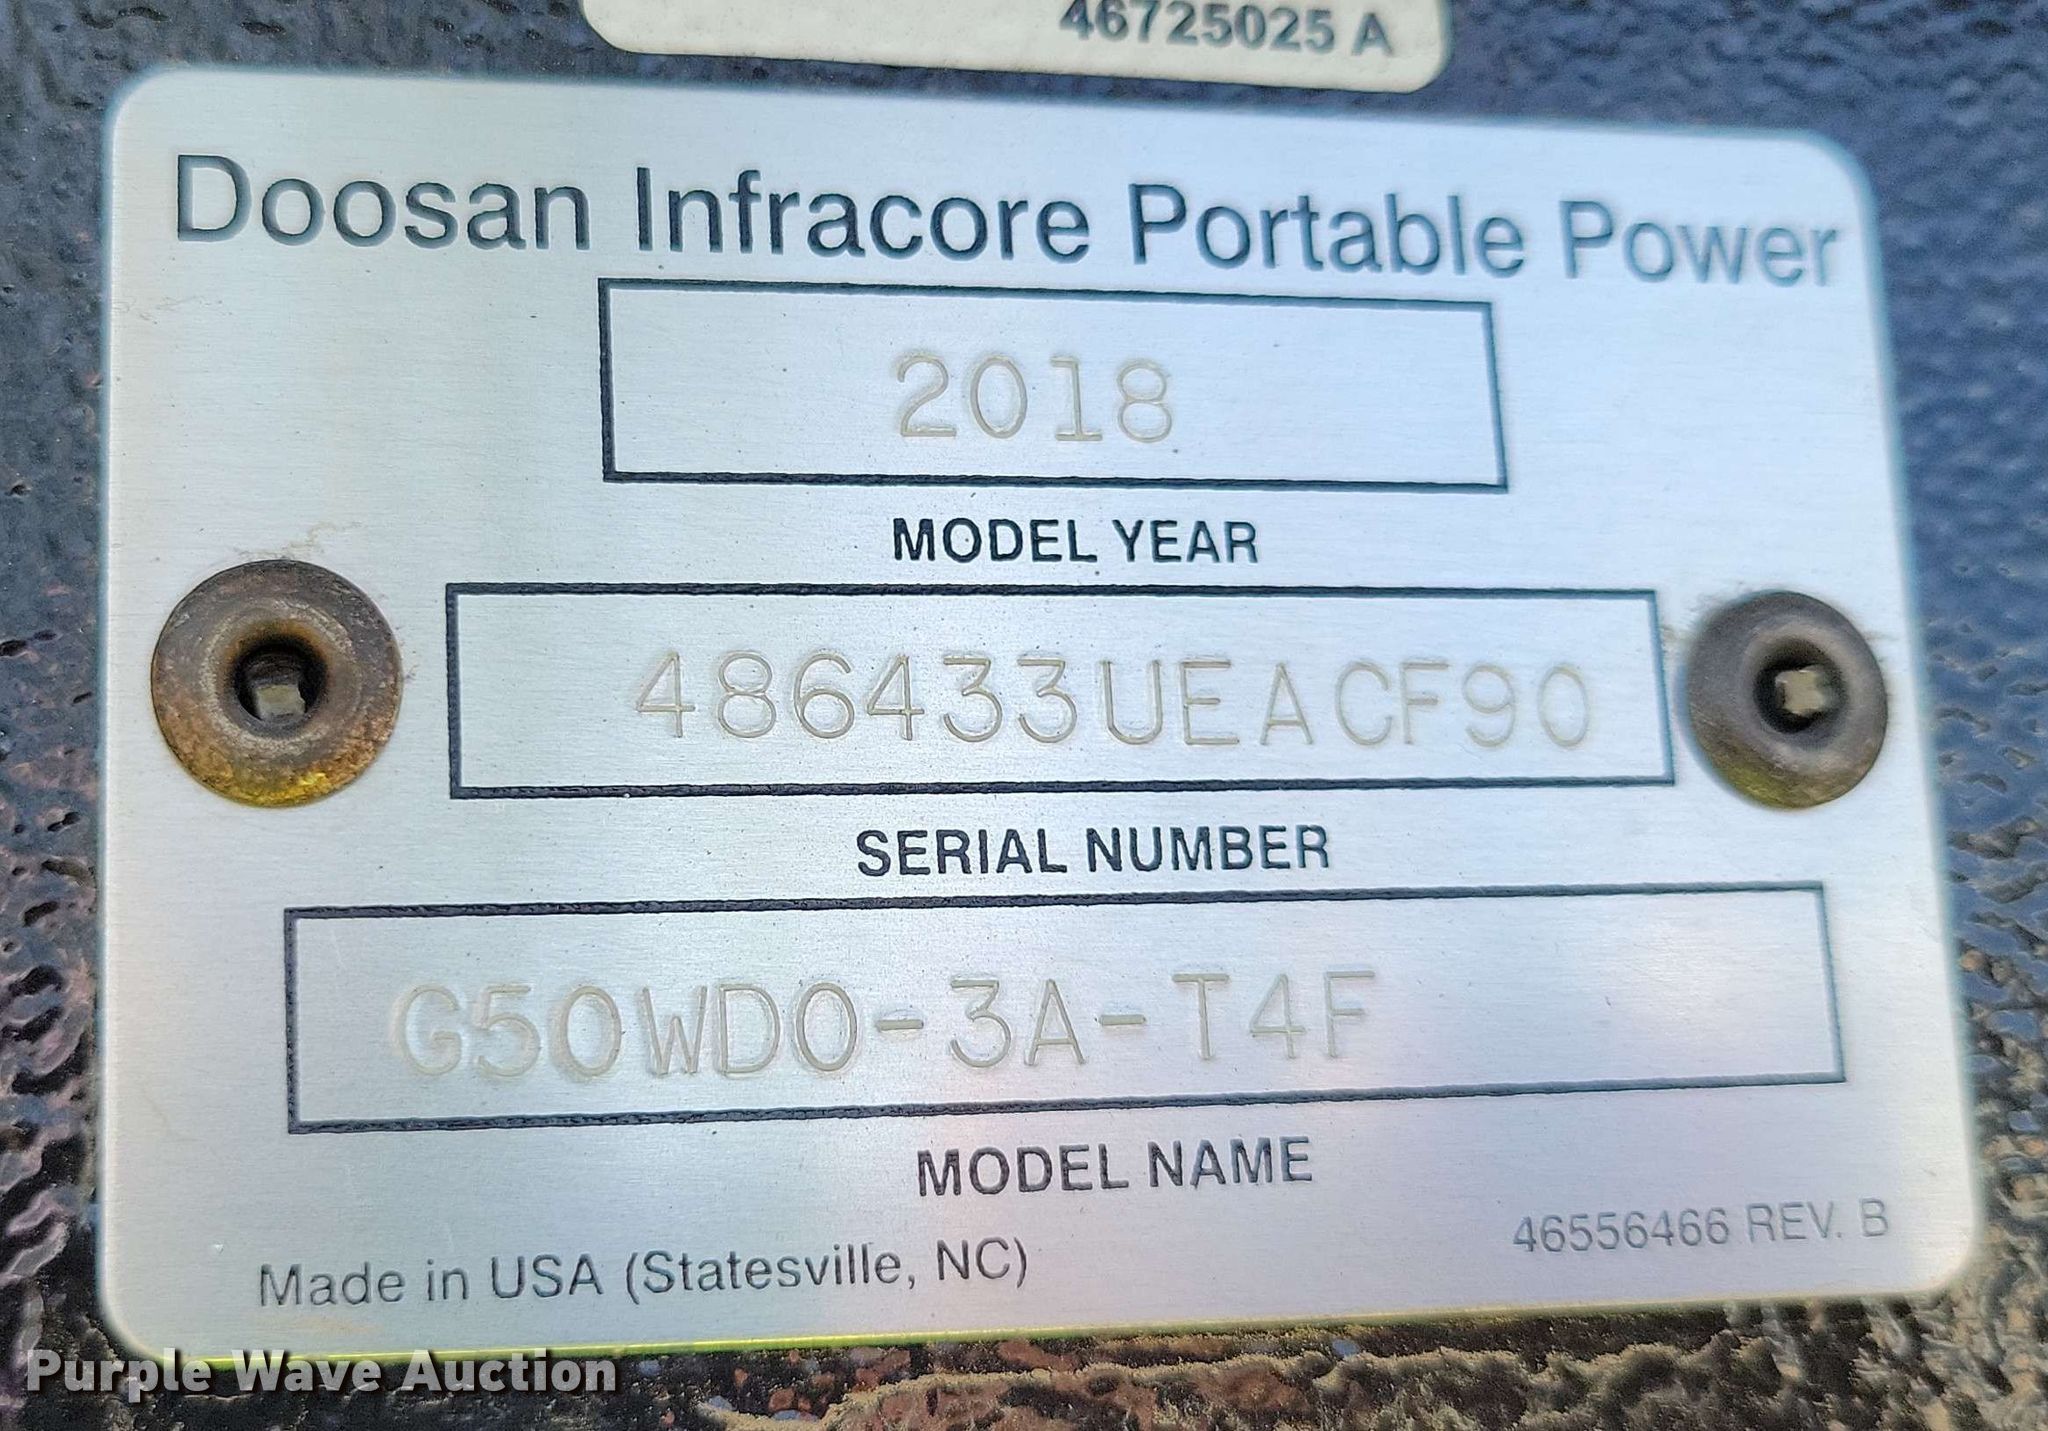 46725025 A
Doosan Infracore Portable Power
2018
MODEL YEAR
486433UEACF90
SERIAL NUMBER
G50WDO-3A-T4F
MODEL NAME
46556466 REV. B
Made in USA (Statesville, NC)
Purple Wave Auction